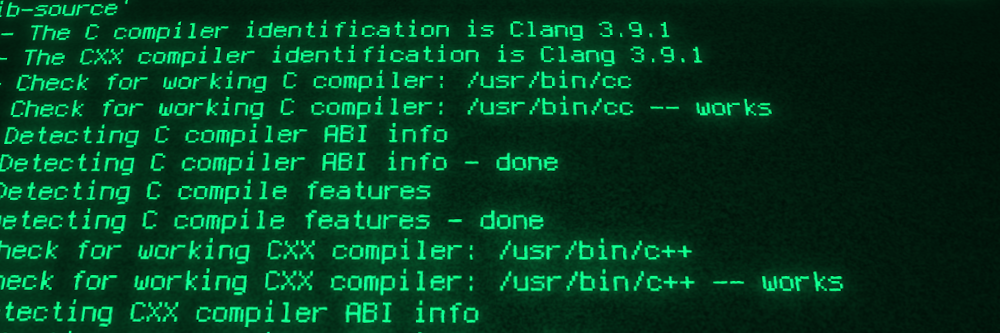 ib-source'
- The C compiler identification is Clang 3.9.1
- The CXX compiler identification is Clang 3.9.1
- Check for working C compiler: /usr/bin/cc
Check for working C compiler: /usr/bin/cc -- works
Detecting C compiler ABI info
Detecting C compiler ABI info - done
Detecting C compile features
etecting C compile features - done
heck for working CXX compiler: /usr/bin/c++
heck for working CXX compiler: /usr/bin/c++ -- works
tecting CXX compiler ABI info